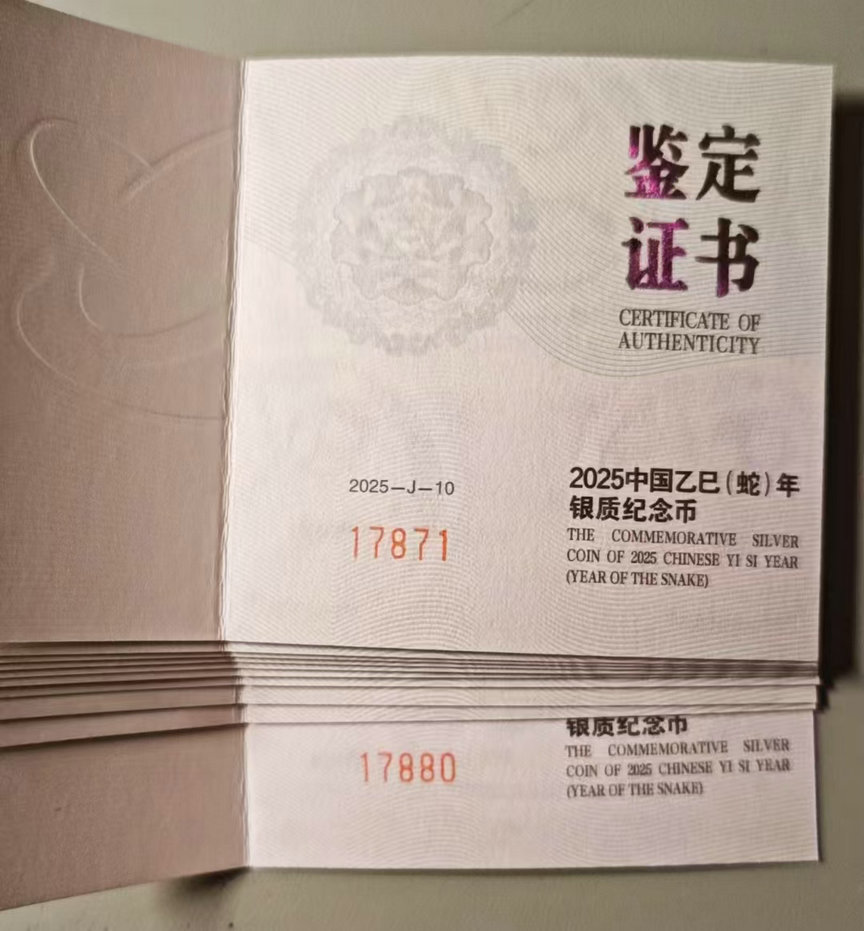 鉴定
证书
CERTIFICATE OF
AUTHENTICITY
2025-J-10
17871
2025中国乙巳(蛇)年
银质纪念币
THE COMMEMORATIVE SILVER
COIN OF 2025 CHINESE YI SI YEAR
(YEAR OF THE SNAKE)
17880
银质纪念币
THE COMMEMORATIVE SILVER
COIN OF 2025 CHINESE YI SI YEAR
(YEAR OF THE SNAKE)